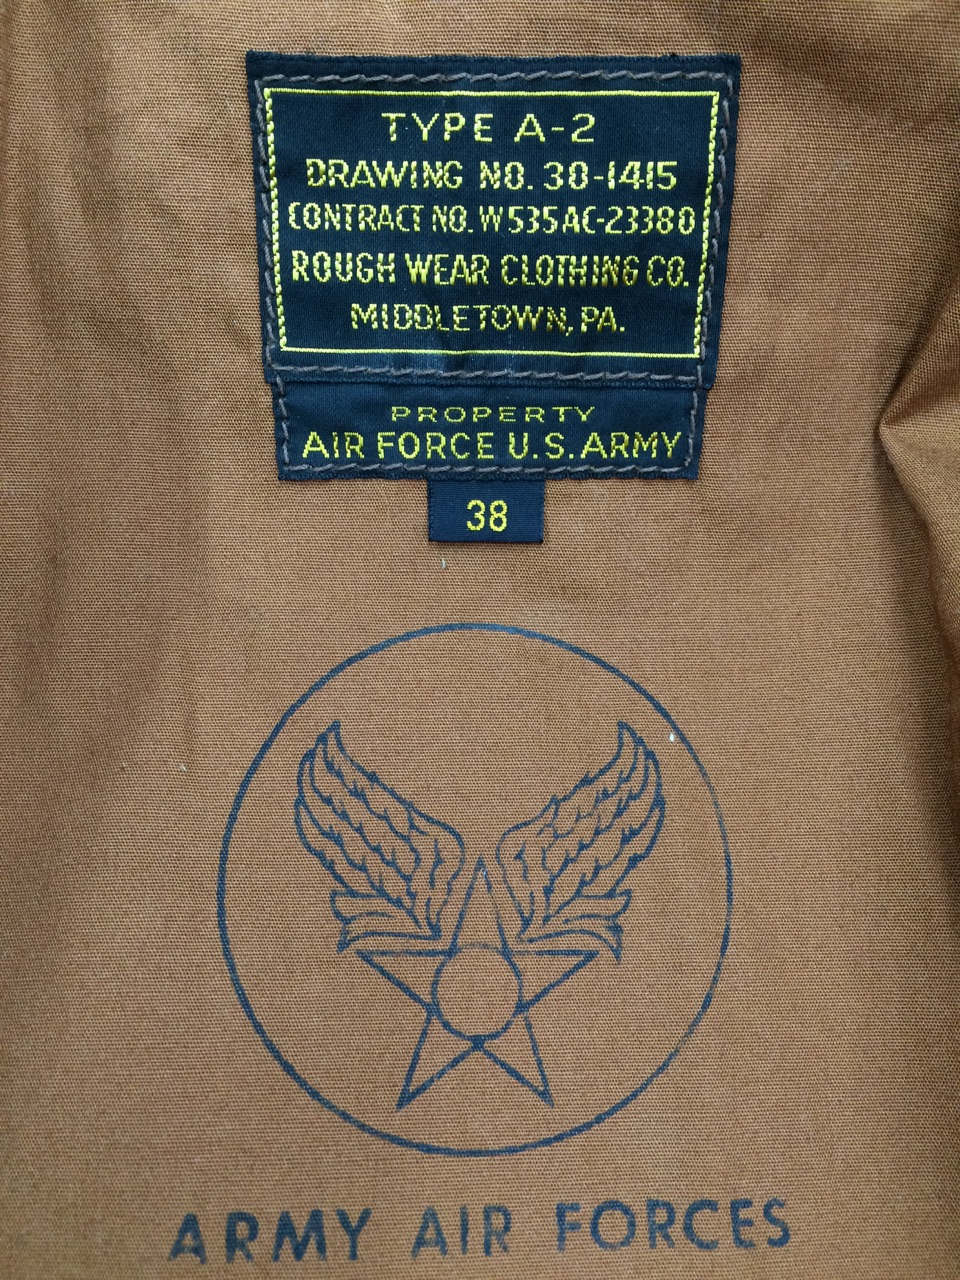 TYPE A-2
DRAWING NO. 30-1415
CONTRACT NO. W535AC-23380
ROUGH WEAR CLOTHING CO.
MIDDLETOWN, PA.
PROPERTY
AIR FORCE U.S. ARMY
38
ARMY AIR FORCES